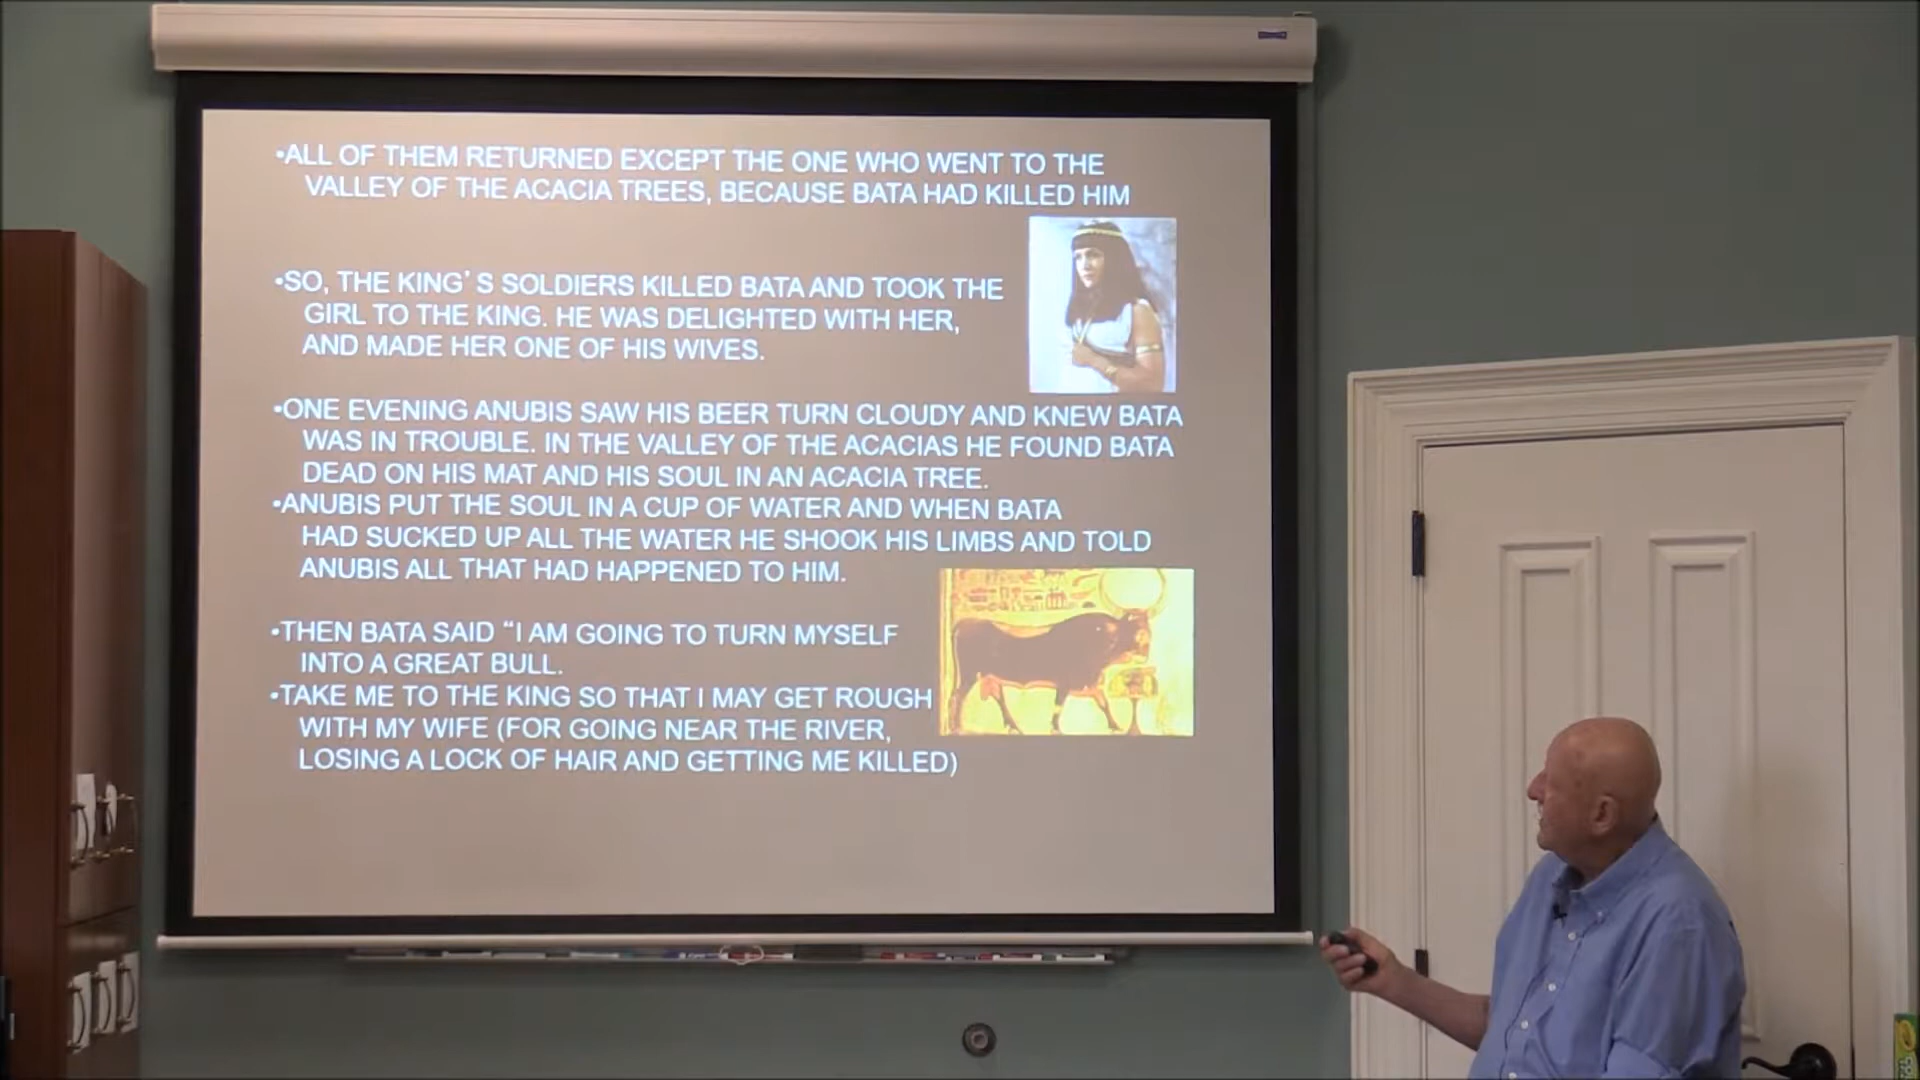 •ALL OF THEM RETURNED EXCEPT THE ONE WHO WENT TO THE
VALLEY OF THE ACACIA TREES, BECAUSE BATA HAD KILLED HIM
•SO, THE KING'S SOLDIERS KILLED BATA AND TOOK THE
GIRL TO THE KING. HE WAS DELIGHTED WITH HER,
AND MADE HER ONE OF HIS WIVES.
•ONE EVENING ANUBIS SAW HIS BEER TURN CLOUDY AND KNEW BATA
WAS IN TROUBLE. IN THE VALLEY OF THE ACACIAS HE FOUND BATA
DEAD ON HIS MAT AND HIS SOUL IN AN ACACIA TREE.
•ANUBIS PUT THE SOUL IN A CUP OF WATER AND WHEN BATA
HAD SUCKED UP ALL THE WATER HE SHOOK HIS LIMBS AND TOLD
ANUBIS ALL THAT HAD HAPPENED TO HIM.
•THEN BATA SAID “I AM GOING TO TURN MYSELF
INTO A GREAT BULL.
•TAKE ME TO THE KING SO THAT I MAY GET ROUGH
WITH MY WIFE (FOR GOING NEAR THE RIVER,
LOSING A LOCK OF HAIR AND GETTING ME KILLED)